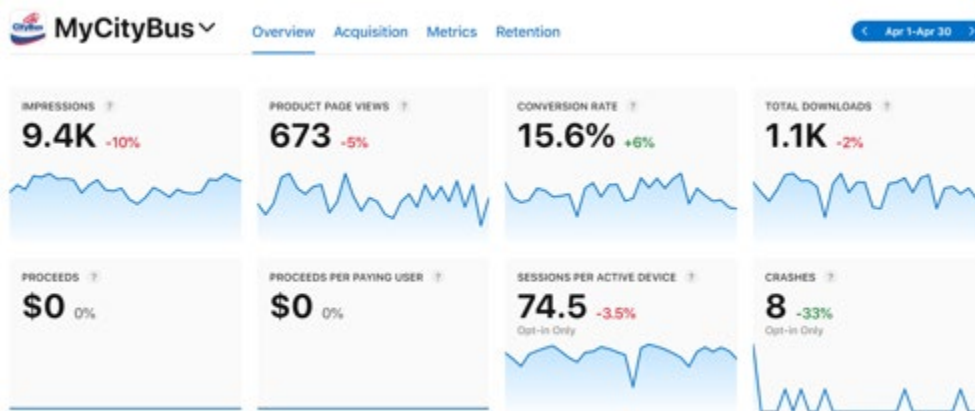 CityBus
MyCityBus
Overview Acquisition Metrics Retention
Apr 1-Apr 30
IMPRESSIONS ?
9.4K -10%
PRODUCT PAGE VIEWS ?
673 -5%
CONVERSION RATE ?
15.6% +6%
TOTAL DOWNLOADS ?
1.1K -2%
PROCEEDS ?
$0 0%
PROCEEDS PER PAYING USER ?
$0 0%
SESSIONS PER ACTIVE DEVICE ?
74.5 -3.5%
Opt-in Only
CRASHES ?
8 -33%
Opt-in Only